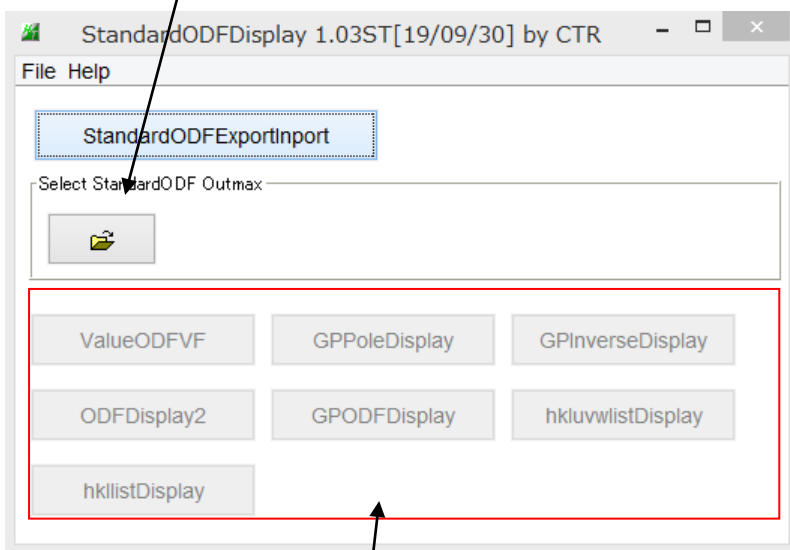 StandardODFDisplay 1.03ST[19/09/30] by CTR
File Help
StandardODFExportInport
Select StandardODF Outmax
ValueODFVF GPPoleDisplay GPInverseDisplay
ODFDisplay2 GPODFDisplay hkluvwlistDisplay
hkllistDisplay